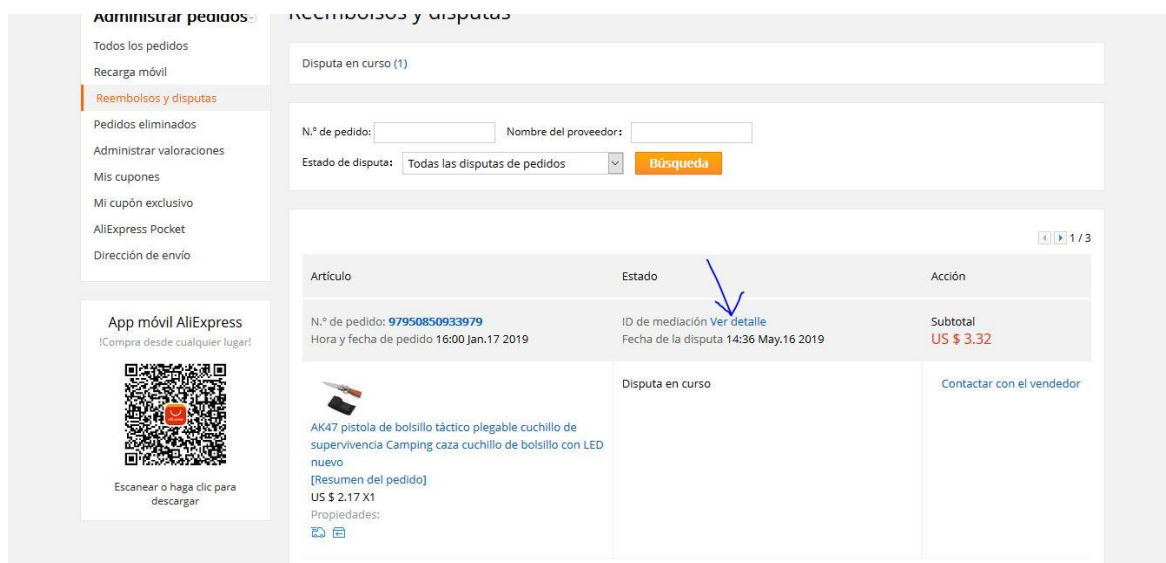 Administrar pedidos
Reembolsos y disputas
Todos los pedidos
Recarga móvil
Reembolsos y disputas
Pedidos eliminados
Administrar valoraciones
Mis cupones
Mi cupón exclusivo
AliExpress Pocket
Dirección de envío
App móvil AliExpress
!Compra desde cualquier lugar!
Escanear o haga clic para
descargar
Disputa en curso (1)
N.º de pedido:
Nombre del proveedor:
Estado de disputa: Todas las disputas de pedidos
Búsqueda
1 / 3
Artículo
Estado
Acción
N.º de pedido: 97950850933979
Hora y fecha de pedido 16:00 Jan.17 2019
ID de mediación Ver detalle
Fecha de la disputa 14:36 May.16 2019
Subtotal
US $ 3.32
AK47 pistola de bolsillo táctico plegable cuchillo de
supervivencia Camping caza cuchillo de bolsillo con LED
nuevo
[Resumen del pedido]
US $ 2.17 X1
Propiedades:
Disputa en curso
Contactar con el vendedor